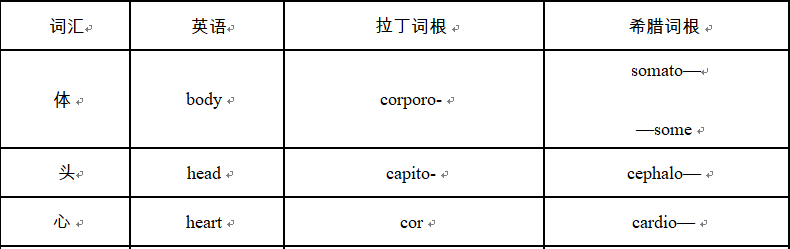 词汇 英语 拉丁词根 希腊词根
体 body corporo- somato—
—some
头 head capito- cephalo—
心 heart cor cardio—